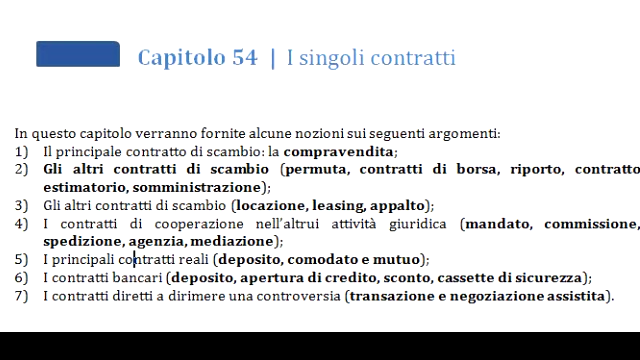 Capitolo 54 | I singoli contratti
In questo capitolo verranno fornite alcune nozioni sui seguenti argomenti:
1) Il principale contratto di scambio: la compravendita;
2) Gli altri contratti di scambio (permuta, contratti di borsa, riporto, contratto
estimatorio, somministrazione);
3) Gli altri contratti di scambio (locazione, leasing, appalto);
4) I contratti di cooperazione nell'altrui attività giuridica (mandato, commissione,
spedizione, agenzia, mediazione);
5) I principali contratti reali (deposito, comodato e mutuo);
6) I contratti bancari (deposito, apertura di credito, sconto, cassette di sicurezza);
7) I contratti diretti a dirimere una controversia (transazione e negoziazione assistita).